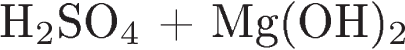 H₂SO₄ + Mg(OH)₂